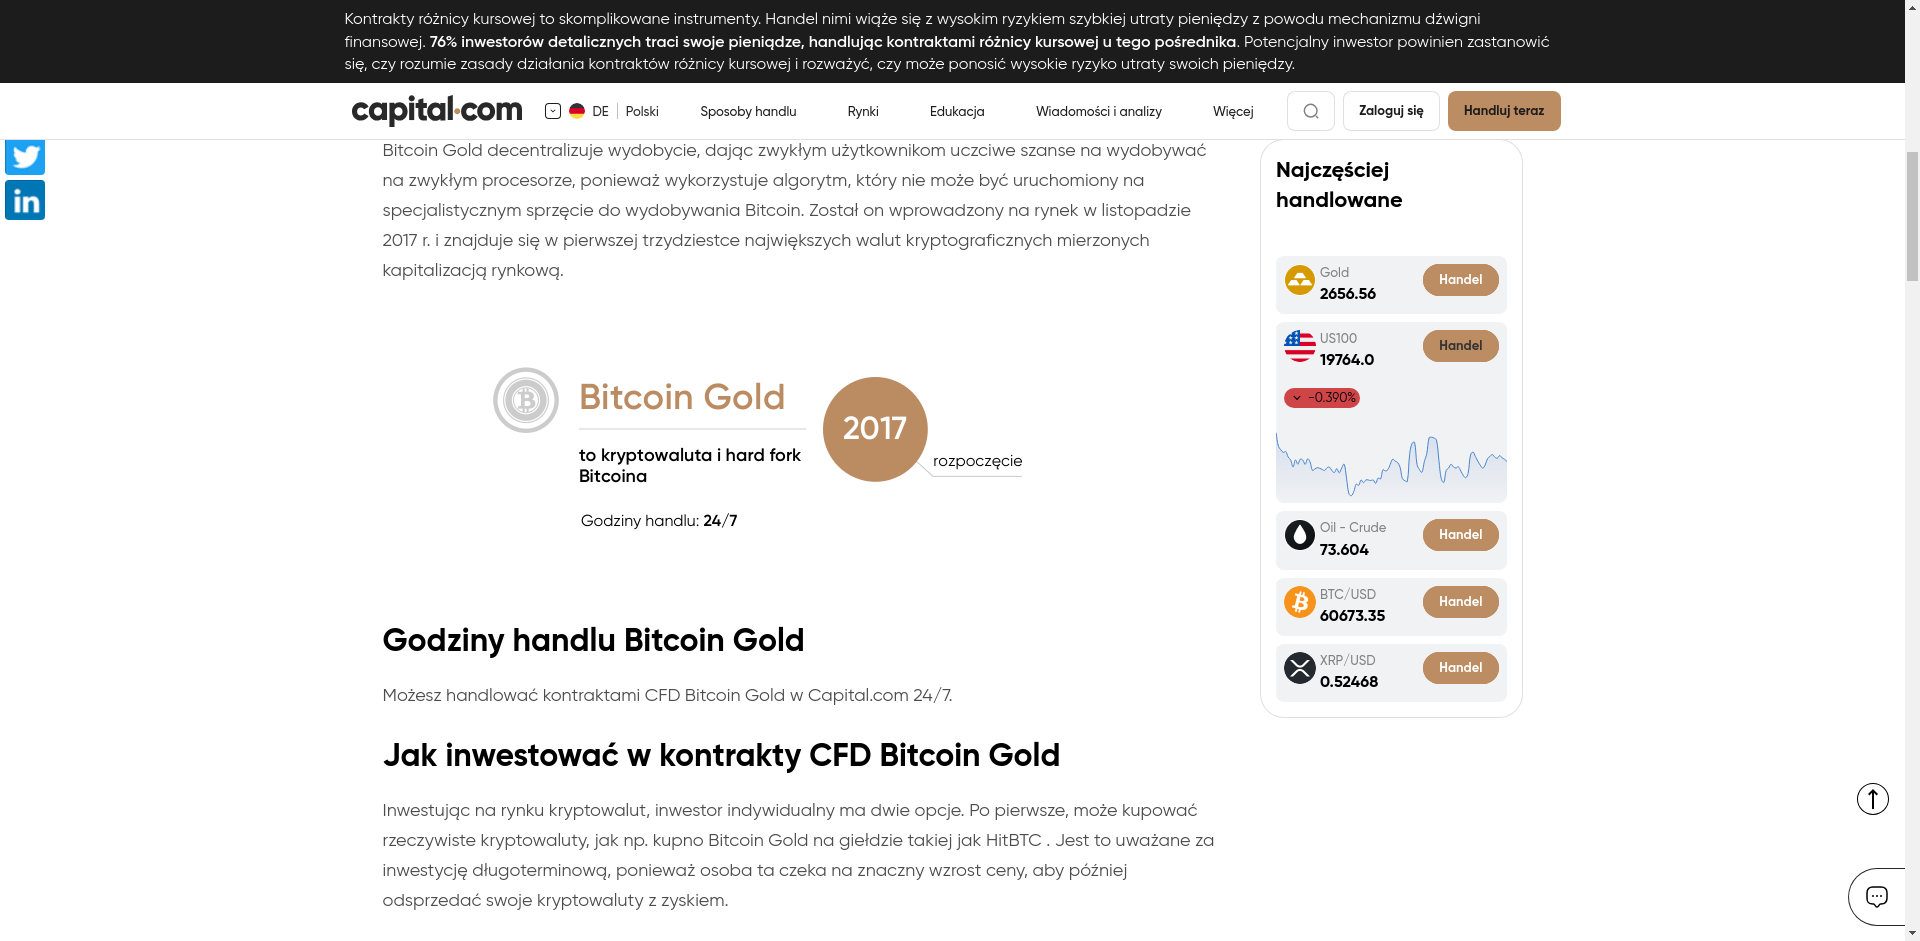 Kontrakty różnicy kursowej to skomplikowane instrumenty. Handel nimi wiąże się z wysokim ryzykiem szybkiej utraty pieniędzy z powodu mechanizmu dźwigni
finansowej. 76% inwestorów detalicznych traci swoje pieniądze, handlując kontraktami różnicy kursowej u tego pośrednika. Potencjalny inwestor powinien zastanowić
się, czy rozumie zasady działania kontraktów różnicy kursowej i rozważyć, czy może ponosić wysokie ryzyko utraty swoich pieniędzy.
capital.com
DE
Polski
Sposoby handlu
Rynki
Edukacja
Wiadomości i analizy
Więcej
Zaloguj się
Handluj teraz
in
Bitcoin Gold decentralizuje wydobycie, dając zwykłym użytkownikom uczciwe szanse na wydobywać
na zwykłym procesorze, ponieważ wykorzystuje algorytm, który nie może być uruchomiony na
specjalistycznym sprzęcie do wydobywania Bitcoin. Został on wprowadzony na rynek w listopadzie
2017 r. i znajduje się w pierwszej trzydziestce największych walut kryptograficznych mierzonych
kapitalizacją rynkową.
Bitcoin Gold
to kryptowaluta i hard fork
Bitcoina
Godziny handlu: 24/7
2017
rozpoczęcie
Godziny handlu Bitcoin Gold
Możesz handlować kontraktami CFD Bitcoin Gold w Capital.com 24/7.
Jak inwestować w kontrakty CFD Bitcoin Gold
Inwestując na rynku kryptowalut, inwestor indywidualny ma dwie opcje. Po pierwsze, może kupować
rzeczywiste kryptowaluty, jak np. kupno Bitcoin Gold na giełdzie takiej jak HitBTC . Jest to uważane za
inwestycję długoterminową, ponieważ osoba ta czeka na znaczny wzrost ceny, aby później
odsprzedać swoje kryptowaluty z zyskiem.
Najczęściej
handlowane
Gold
2656.56
Handel
US100
19764.0
Handel
-0.390%
Oil - Crude
73.604
Handel
BTC/USD
60673.35
Handel
XRP/USD
0.52468
Handel